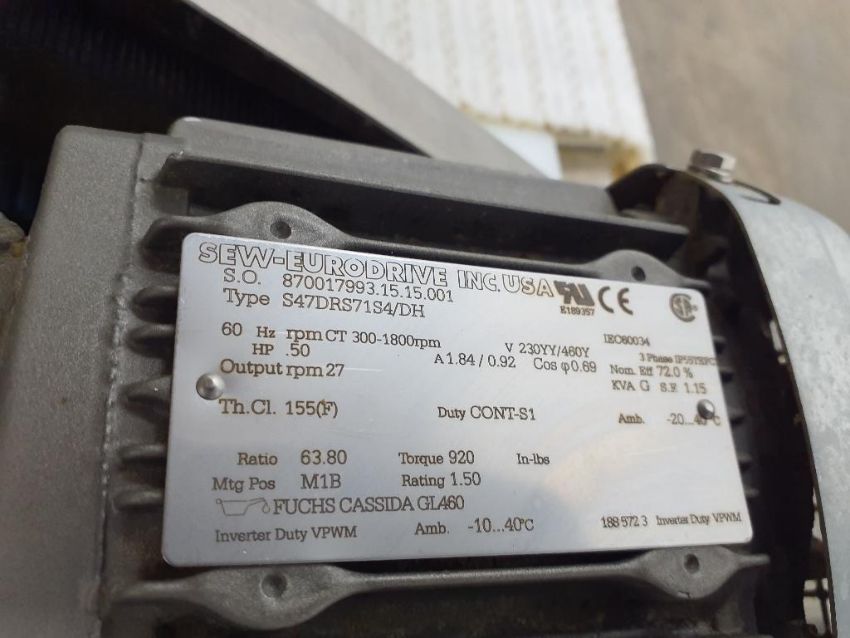 SEW-EURODRIVE INC. USA
S.O. 870017993.15.15.001
Type S47DRS71S4/DH
E189357
60 Hz rpm CT 300-1800rpm V 230YY/460Y IEC60034
HP .50 A 1.84 / 0.92 Cos φ 0.69 3 Phase
Output rpm 27 Nom. Eff 72.0 %
KVA G S.F. 1.15
Th.Cl. 155(F) Duty CONT-S1 Amb. -20...40°C
Ratio 63.80 Torque 920 In-lbs
Mtg Pos M1B Rating 1.50
FUCHS CASSIDA GL460
Inverter Duty VPWM Amb. -10...40°C 188 572 3 Inverter Duty VPWM